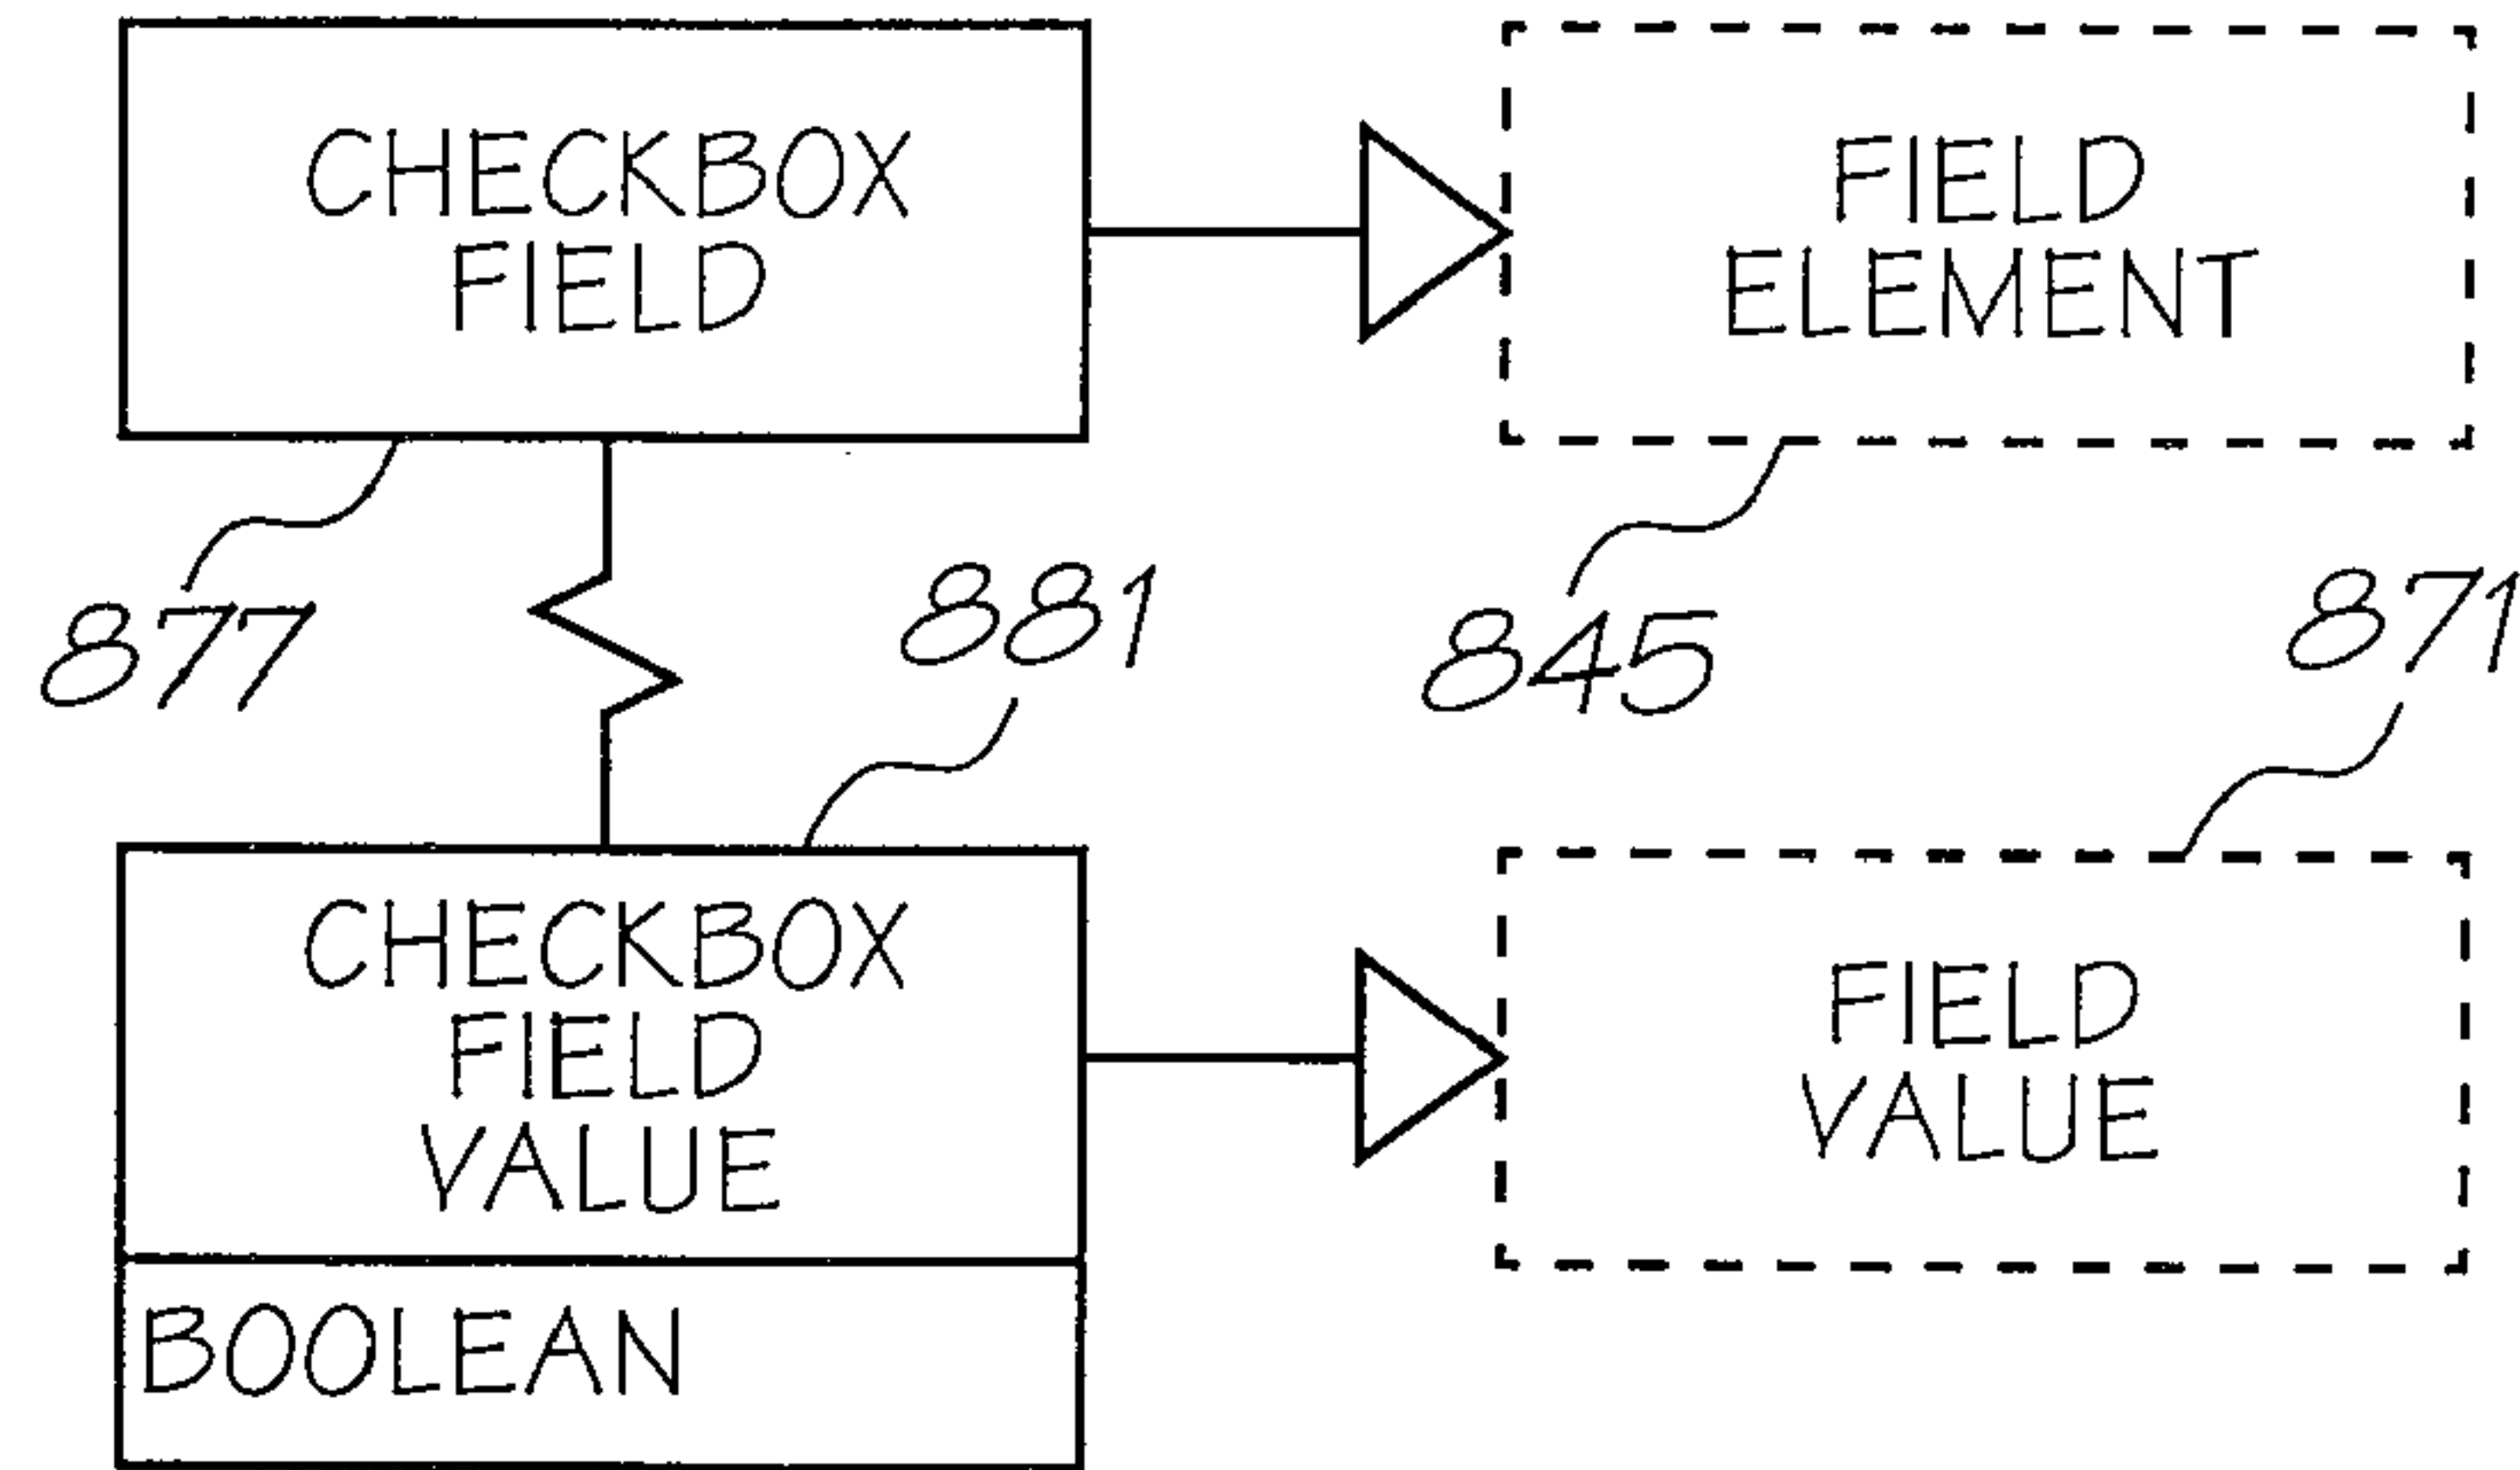 CHECKBOX
FIELD
FIELD
ELEMENT
877
881
845
871
CHECKBOX
FIELD
VALUE
FIELD
VALUE
BOOLEAN